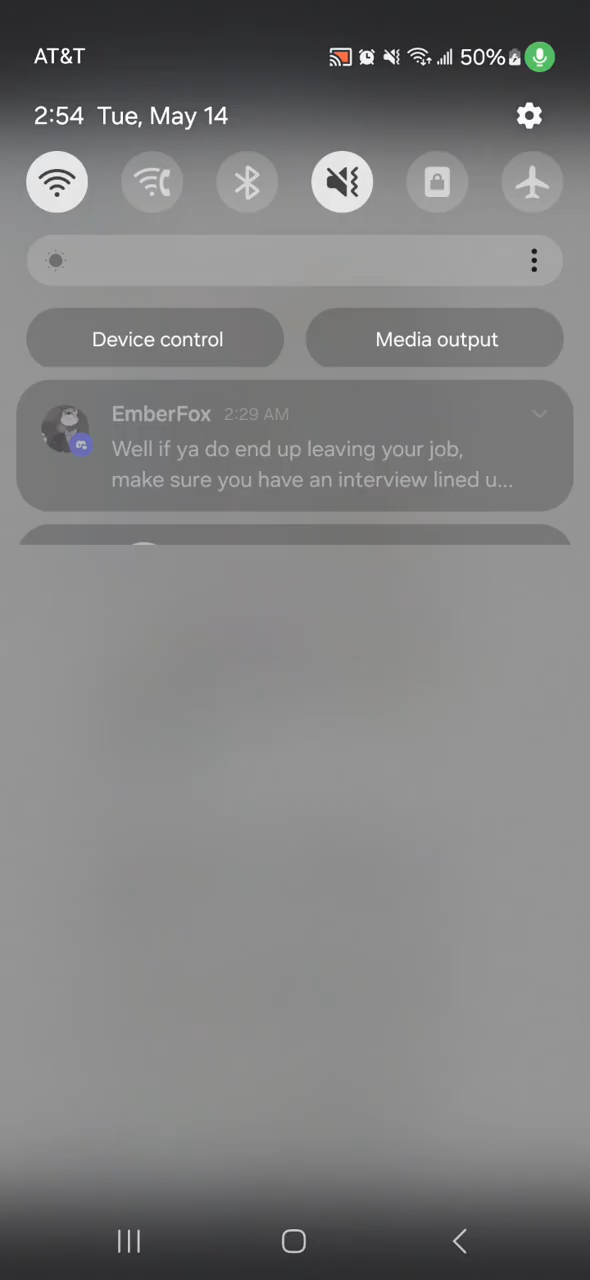 AT&T 50%
2:54 Tue, May 14
Device control Media output
EmberFox 2:29 AM
Well if ya do end up leaving your job,
make sure you have an interview lined u...